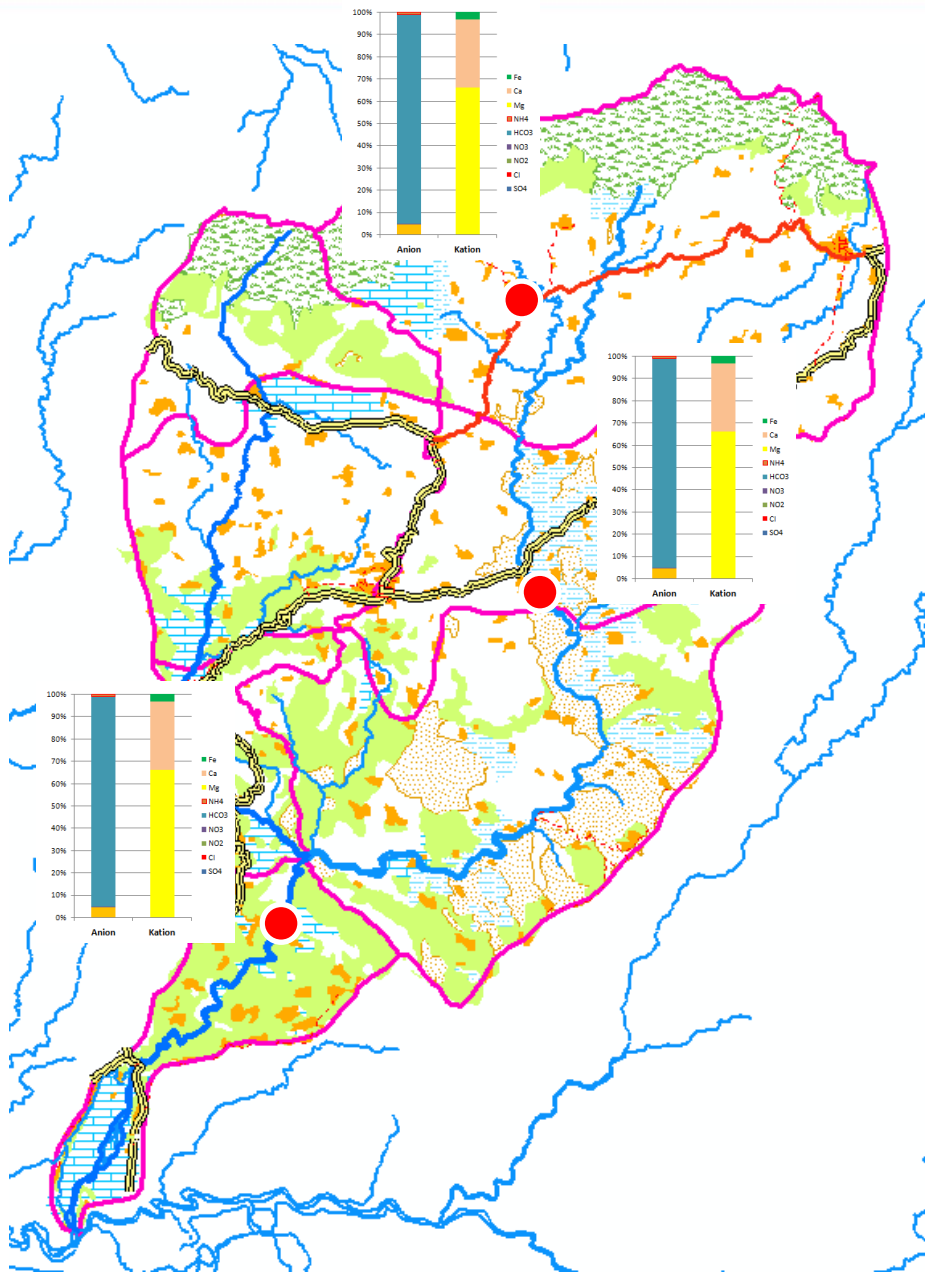 100%
90%
80%
70%
60%
50%
40%
30%
20%
10%
0%
Anion Kation
Fe
Ca
Mg
NH4
HCO3
NO3
NO2
Cl
SO4
100%
90%
80%
70%
60%
50%
40%
30%
20%
10%
0%
Anion Kation
Fe
Ca
Mg
NH4
HCO3
NO3
NO2
Cl
SO4
100%
90%
80%
70%
60%
50%
40%
30%
20%
10%
0%
Anion Kation
Fe
Ca
Mg
NH4
HCO3
NO3
NO2
Cl
SO4